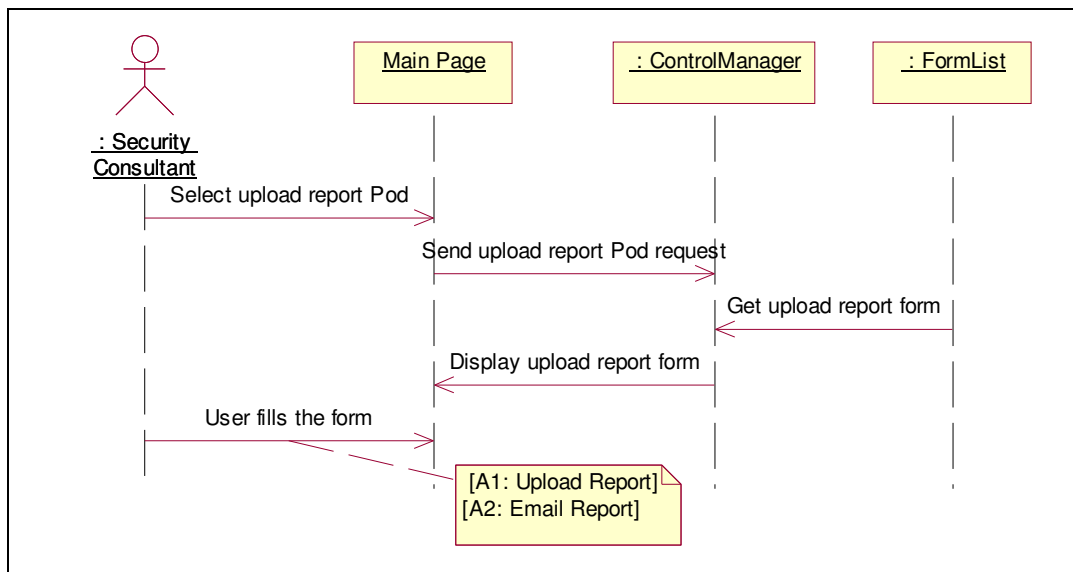 Main Page
: ControlManager
: FormList
: Security
Consultant
Select upload report Pod
Send upload report Pod request
Get upload report form
Display upload report form
User fills the form
[A1: Upload Report]
[A2: Email Report]